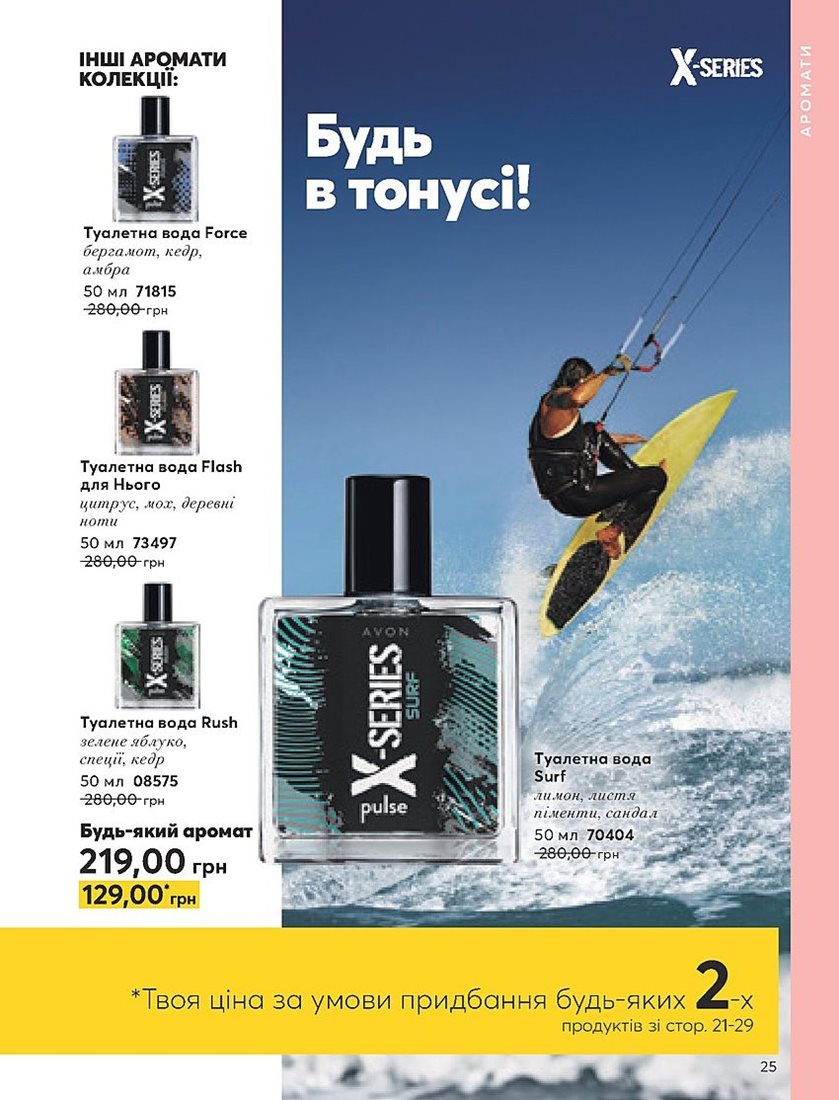 ІНШІ АРОМАТИ
КОЛЕКЦІЇ:
Туалетна вода Force
бергамот, кедр,
амбра
50 мл 71815
280,00 грн
X-SERIES
Туалетна вода Flash
для Нього
цитрус, мох, деревні
ноти
50 мл 73497
280,00 грн
X-SERIES
Туалетна вода Rush
зелене яблуко,
спеції, кедр
50 мл 08575
280,00 грн
X-SERIES
Будь-який аромат
219,00 грн
129,00* грн
X-SERIES
АРОМАТИ
Будь
в тонусі!
AVON
X-SERIES
SURF
pulse
Туалетна вода
Surf
лимон, листя
піменти, сандал
50 мл 70404
280,00 грн
*Твоя ціна за умови придбання будь-яких 2-х
продуктів зі стор. 21-29
25